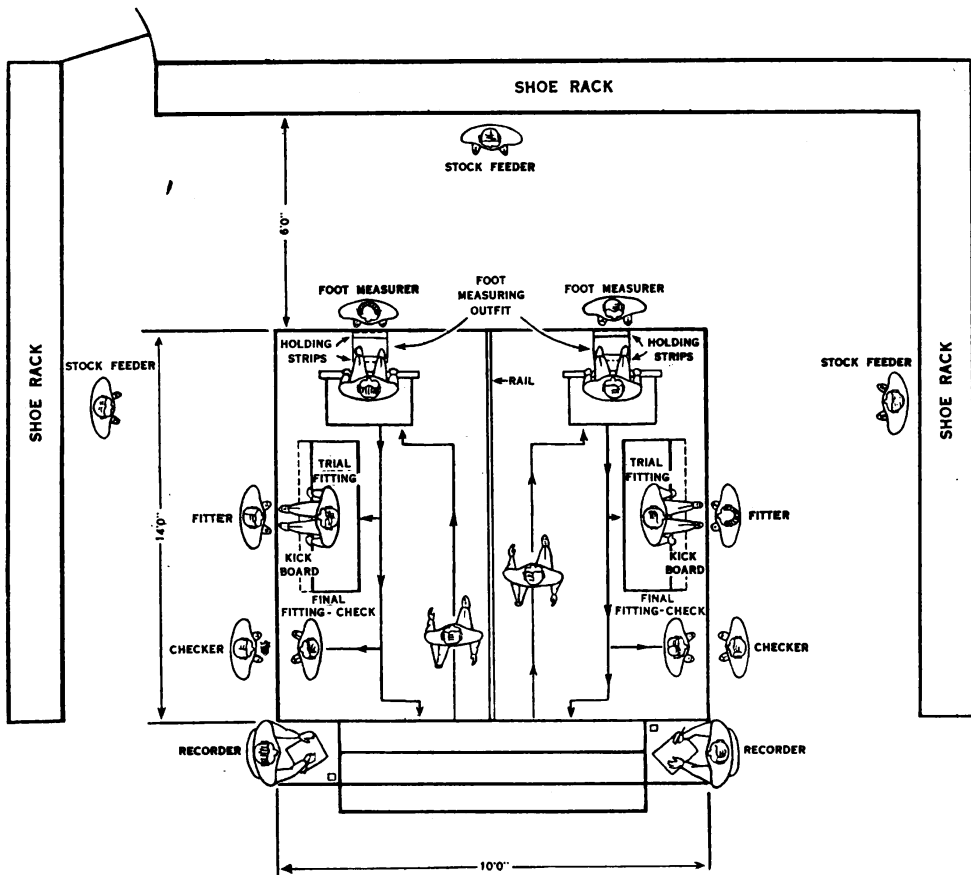 SHOE RACK
STOCK FEEDER
6'0"
FOOT MEASURER
FOOT
MEASURING
OUTFIT
FOOT MEASURER
HOLDING
STRIPS
HOLDING
STRIPS
RAIL
SHOE RACK
STOCK FEEDER
STOCK FEEDER
SHOE RACK
14'0"
TRIAL
FITTING
TRIAL
FITTING
FITTER
FITTER
KICK
BOARD
KICK
BOARD
FINAL
FITTING-CHECK
FINAL
FITTING-CHECK
CHECKER
CHECKER
RECORDER
RECORDER
10'0"